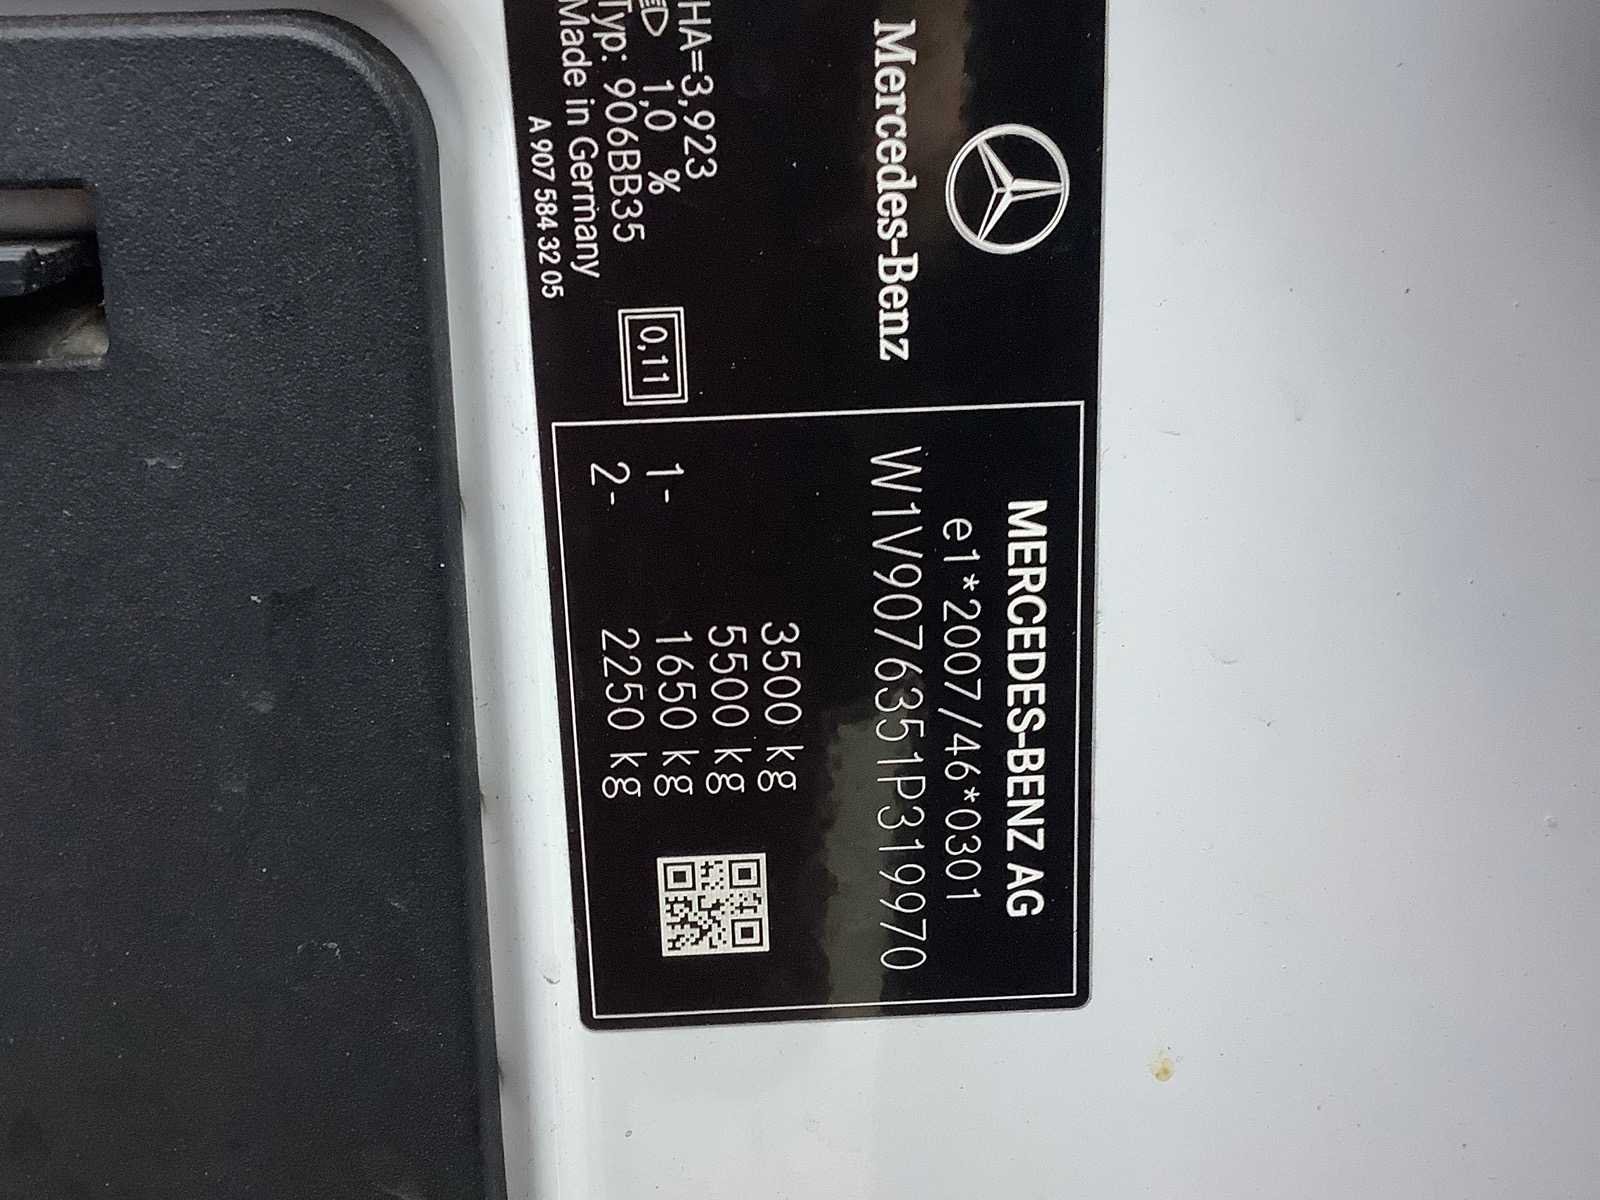 Mercedes-Benz
HA=3,923
1,0 %
Typ: 906BB35
Made in Germany
A 907 584 32 05
0,11
MERCEDES-BENZ AG
e1*2007/46*0301
W1V9076351P319970
3500 kg
5500 kg
1- 1650 kg
2- 2250 kg